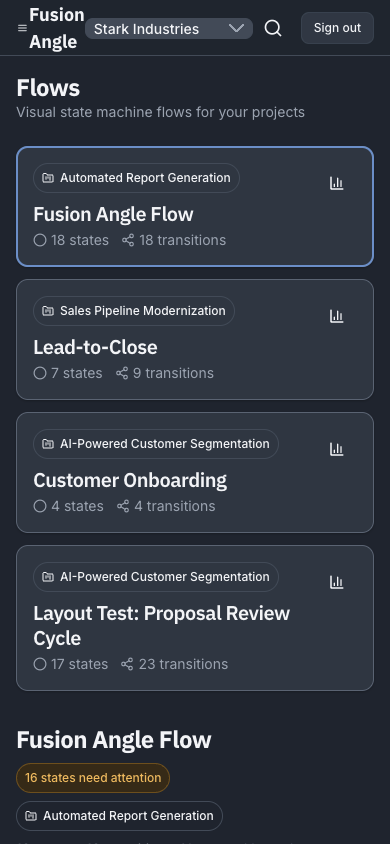 Fusion
Angle
Stark Industries
Sign out
Flows
Visual state machine flows for your projects
Automated Report Generation
Fusion Angle Flow
18 states 18 transitions
Sales Pipeline Modernization
Lead-to-Close
7 states 9 transitions
AI-Powered Customer Segmentation
Customer Onboarding
4 states 4 transitions
AI-Powered Customer Segmentation
Layout Test: Proposal Review
Cycle
17 states 23 transitions
Fusion Angle Flow
16 states need attention
Automated Report Generation